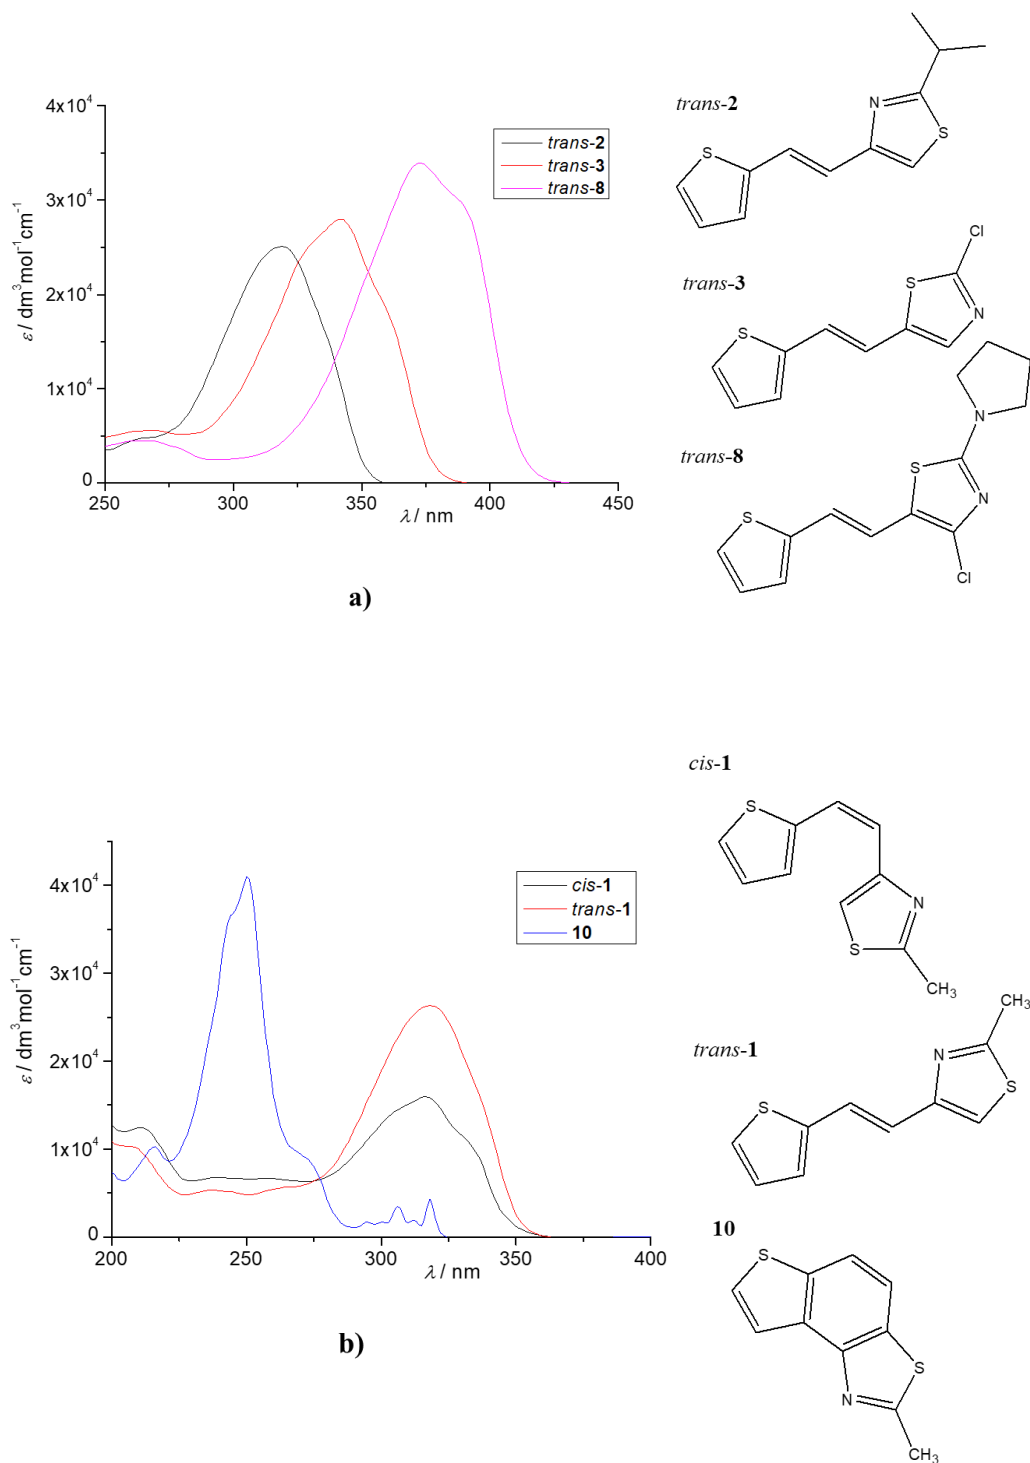 trans-2
N
S
S
4x10⁴
3x10⁴
2x10⁴
1x10⁴
0
ε / dm³mol⁻¹cm⁻¹
trans-2
trans-3
trans-8
250
300
350
400
450
λ / nm
a)
Cl
trans-3
S
N
S
N
trans-8
S
N
S
Cl
cis-1
S
N
S
CH₃
4x10⁴
3x10⁴
2x10⁴
1x10⁴
0
ε / dm³mol⁻¹cm⁻¹
cis-1
trans-1
10
200
250
300
350
400
λ / nm
b)
CH₃
trans-1
N
S
S
10
S
S
N
CH₃